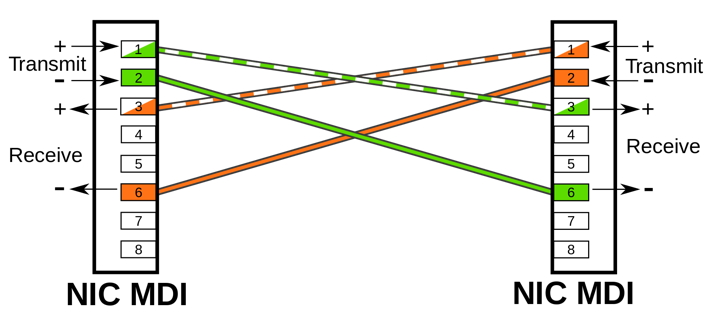 + 1 1 +
Transmit Transmit
- 2 2 -
+ 3 3 +
4 4
Receive Receive
5 5
- 6 6 -
7 7
8 8
NIC MDI NIC MDI